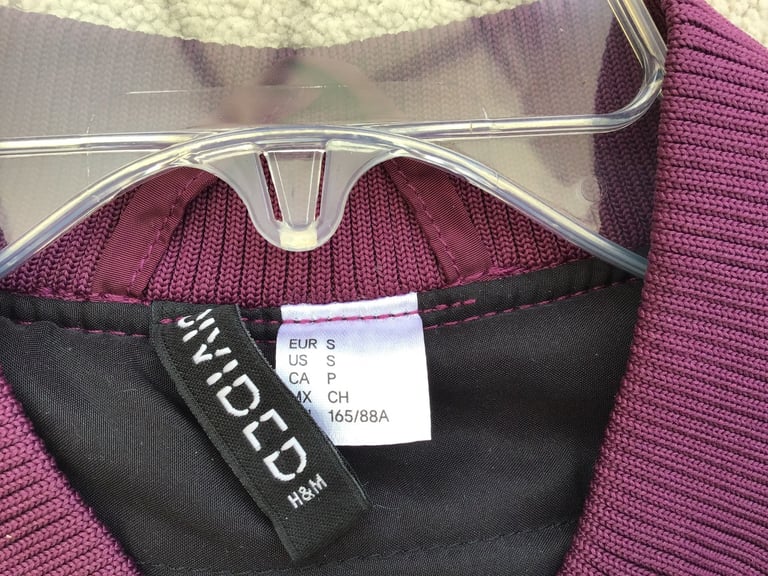 DIVIDED
H&M
EUR S
US S
CA P
MX CH
165/88A